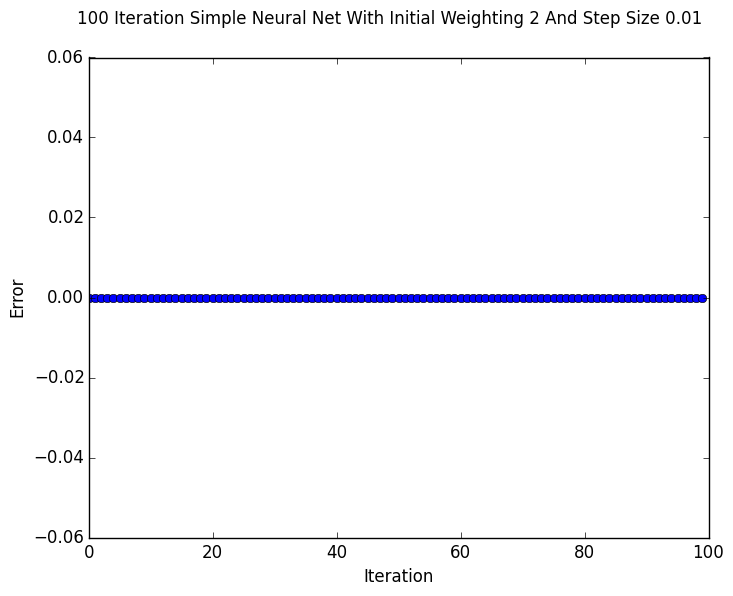 100 Iteration Simple Neural Net With Initial Weighting 2 And Step Size 0.01
0.06
0.04
0.02
0.00
−0.02
−0.04
−0.06
Error
0 20 40 60 80 100
Iteration